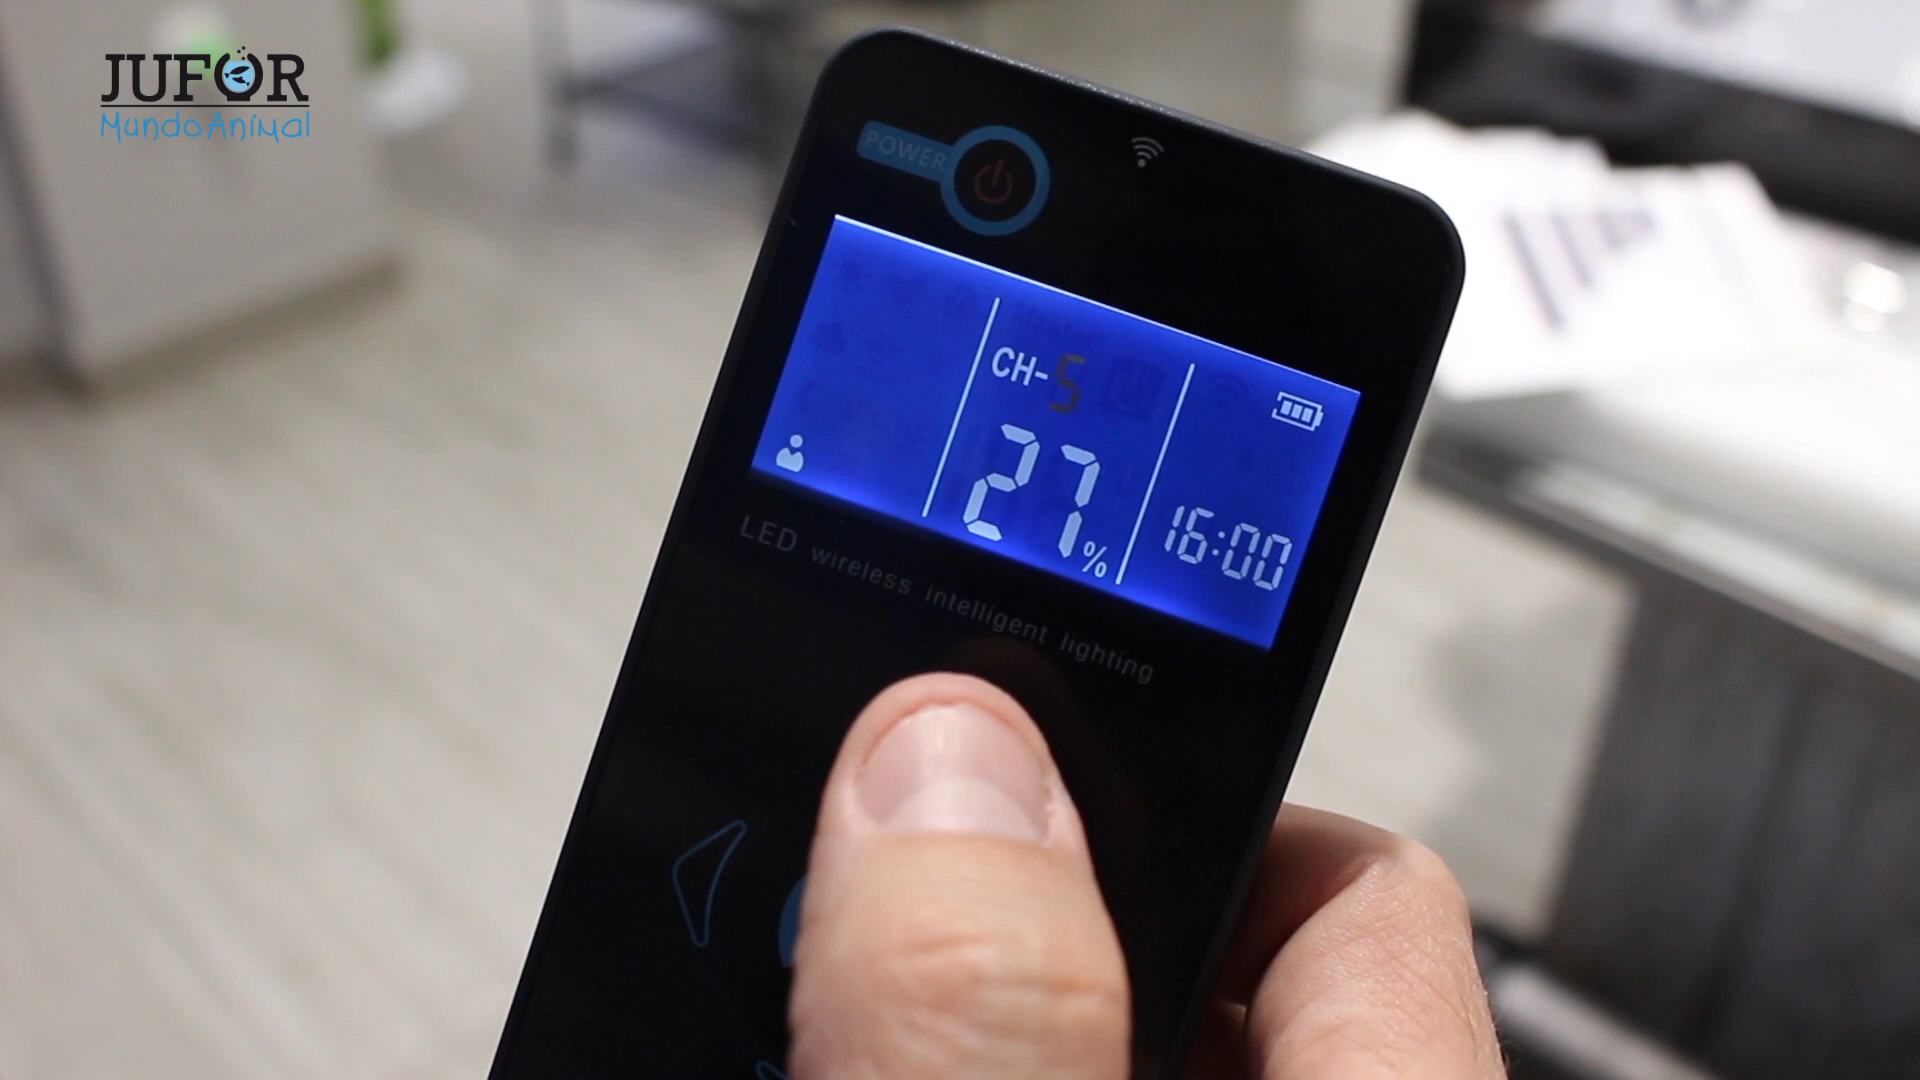 JUFOR
MundoAnimal
POWER
CH-5
27%
16:00
LED wireless intelligent lighting